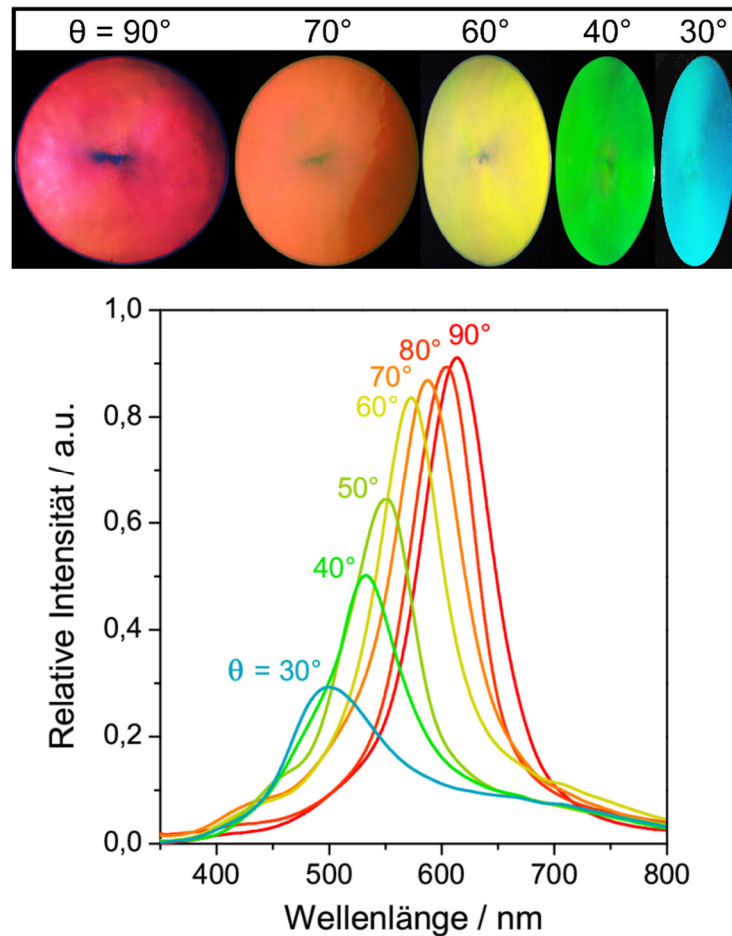 θ = 90° 70° 60° 40° 30°
1,0
0,8
0,6
0,4
0,2
0,0
Relative Intensität / a.u.
90°
80°
70°
60°
50°
40°
θ = 30°
400 500 600 700 800
Wellenlänge / nm